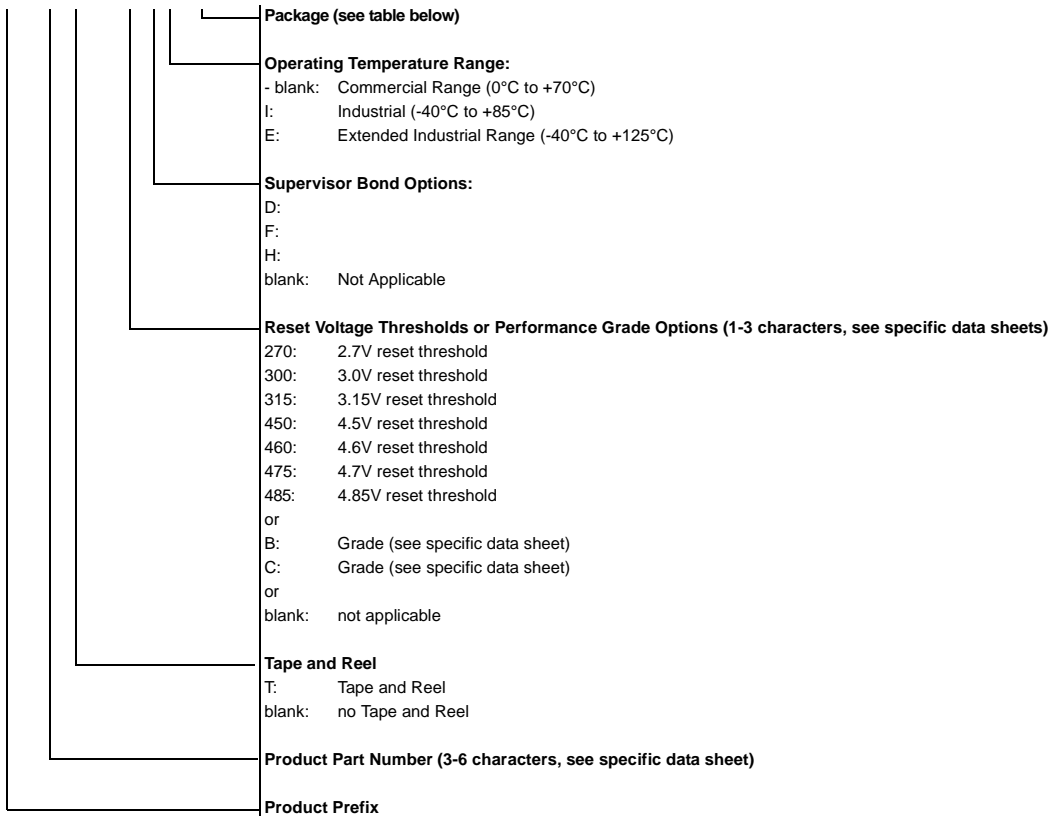 Package (see table below)
Operating Temperature Range:
- blank: Commercial Range (0°C to +70°C)
I: Industrial (-40°C to +85°C)
E: Extended Industrial Range (-40°C to +125°C)
Supervisor Bond Options:
D:
F:
H:
blank: Not Applicable
Reset Voltage Thresholds or Performance Grade Options (1-3 characters, see specific data sheets)
270: 2.7V reset threshold
300: 3.0V reset threshold
315: 3.15V reset threshold
450: 4.5V reset threshold
460: 4.6V reset threshold
475: 4.7V reset threshold
485: 4.85V reset threshold
or
B: Grade (see specific data sheet)
C: Grade (see specific data sheet)
or
blank: not applicable
Tape and Reel
T: Tape and Reel
blank: no Tape and Reel
Product Part Number (3-6 characters, see specific data sheet)
Product Prefix